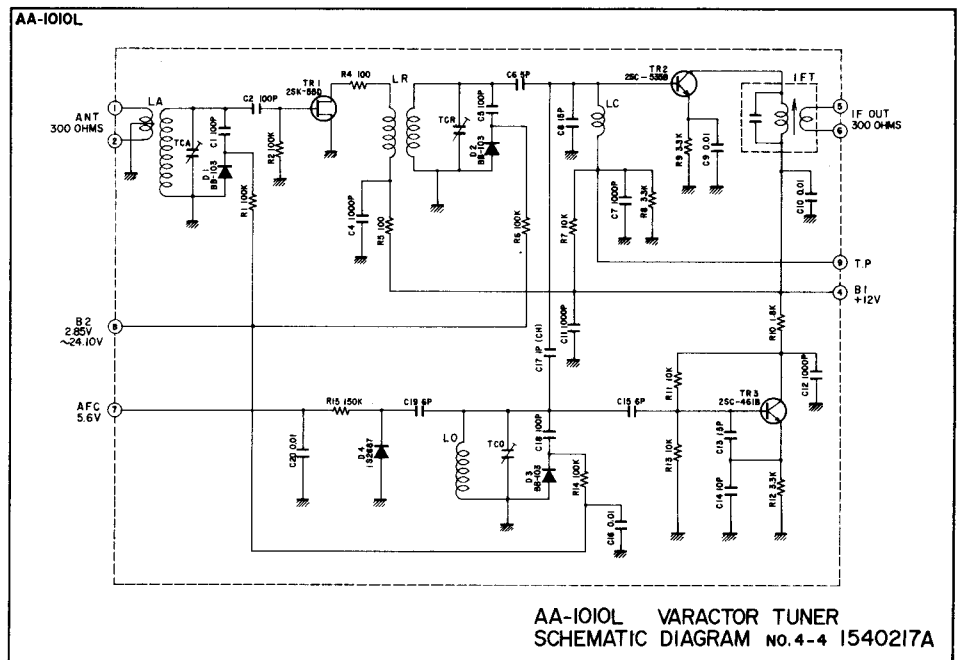 AA-1010L
TR2
2SC-535B
C6 5P
TR1
2SK-55D
R4 100
LR
IFT
LA
C2 100P
1
ANT
300 OHMS
2
5
IF OUT
300 OHMS
6
TCA
C1 100P
R2 100K
TCR
C5 100P
C8 15P
LC
D1
BB-103
D2
BB-103
R9 3.3K
C9 0.01
R1 100K
C4 1000P
R5 100
R6 100K
R7 10K
C7 1000P
R8 3.3K
C10 0.01
9
T.P
4
B1
+12V
B2
2.85V
~24.10V
8
C11 1000P
R10 1.8K
C17 1P (CH)
R11 10K
C12 1000P
TR3
2SC-461B
AFC
5.6V
7
R15 150K
C19 6P
C15 6P
LO
TCO
C18 100P
C20 0.01
D4
1S2687
D3
BB-103
R14 100K
R13 10K
C13 15P
C14 10P
R12 3.3K
C16 0.01
AA-1010L VARACTOR TUNER
SCHEMATIC DIAGRAM NO.4-4 1540217A